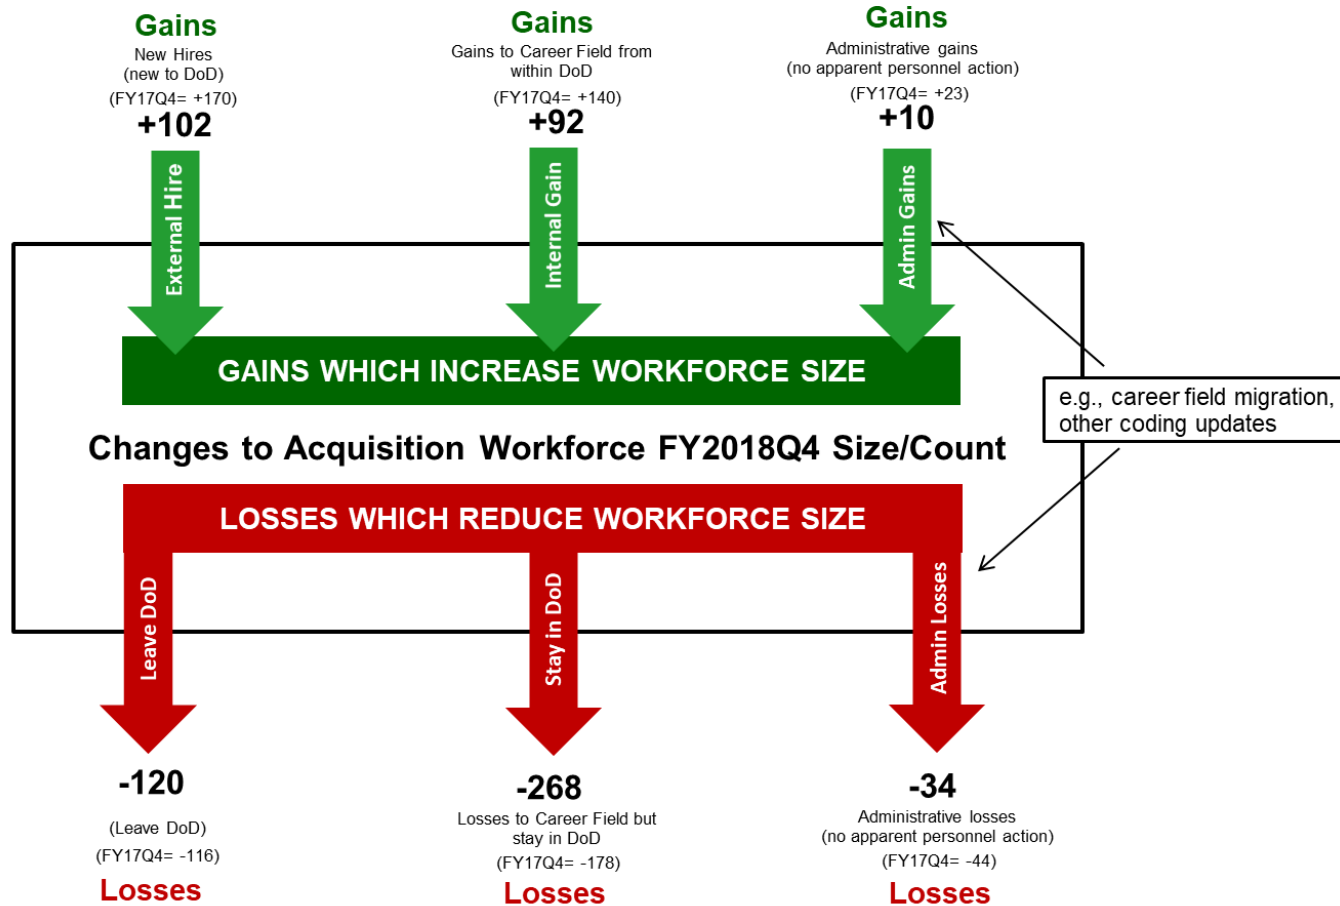 Gains
New Hires
(new to DoD)
(FY17Q4= +170)
+102
Gains
Gains to Career Field from
within DoD
(FY17Q4= +140)
+92
Gains
Administrative gains
(no apparent personnel action)
(FY17Q4= +23)
+10
External Hire
Internal Gain
Admin Gains
GAINS WHICH INCREASE WORKFORCE SIZE
e.g., career field migration,
other coding updates
Changes to Acquisition Workforce FY2018Q4 Size/Count
LOSSES WHICH REDUCE WORKFORCE SIZE
Leave DoD
Stay in DoD
Admin Losses
-120
(Leave DoD)
(FY17Q4= -116)
Losses
-268
Losses to Career Field but
stay in DoD
(FY17Q4= -178)
Losses
-34
Administrative losses
(no apparent personnel action)
(FY17Q4= -44)
Losses